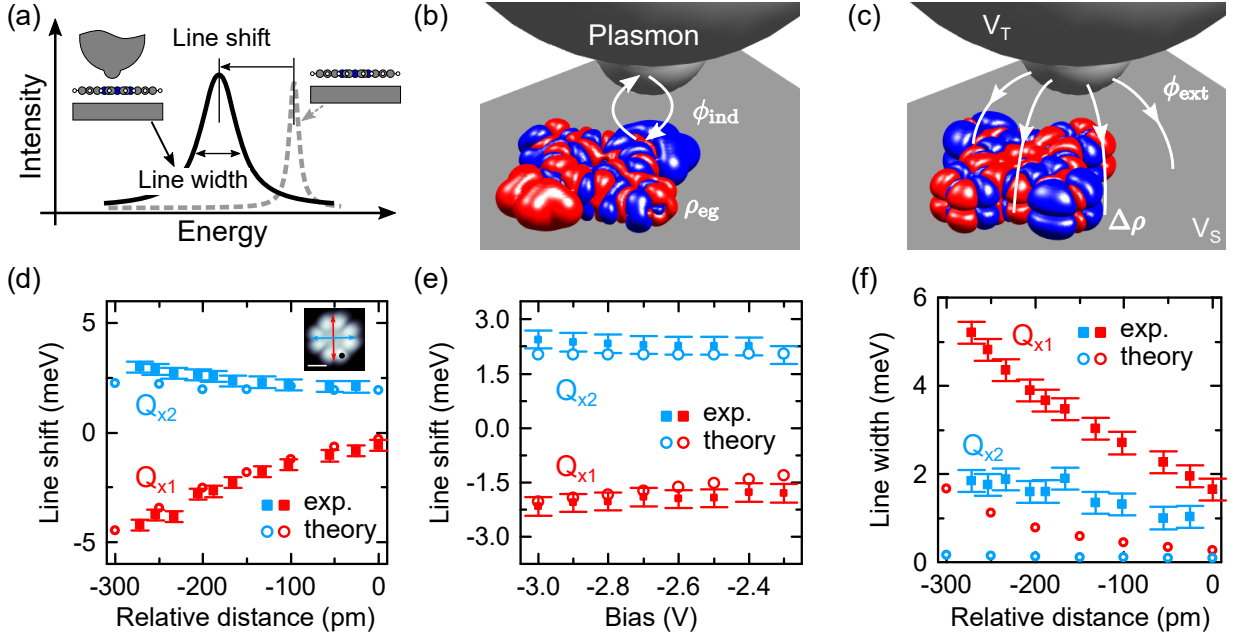 (a)
Line shift
Intensity
Line width
Energy
(b)
Plasmon
ϕind
ρeg
(c)
VT
ϕext
Δρ
VS
(d)
Line shift (meV)
5
0
-5
Qx2
Qx1
exp.
theory
-300
-200
-100
0
Relative distance (pm)
(e)
Line shift (meV)
3.0
1.5
0.0
-1.5
-3.0
Qx2
exp.
theory
Qx1
-3.0
-2.8
-2.6
-2.4
Bias (V)
(f)
Line width (meV)
6
4
2
0
Qx1
exp.
theory
Qx2
-300
-200
-100
0
Relative distance (pm)